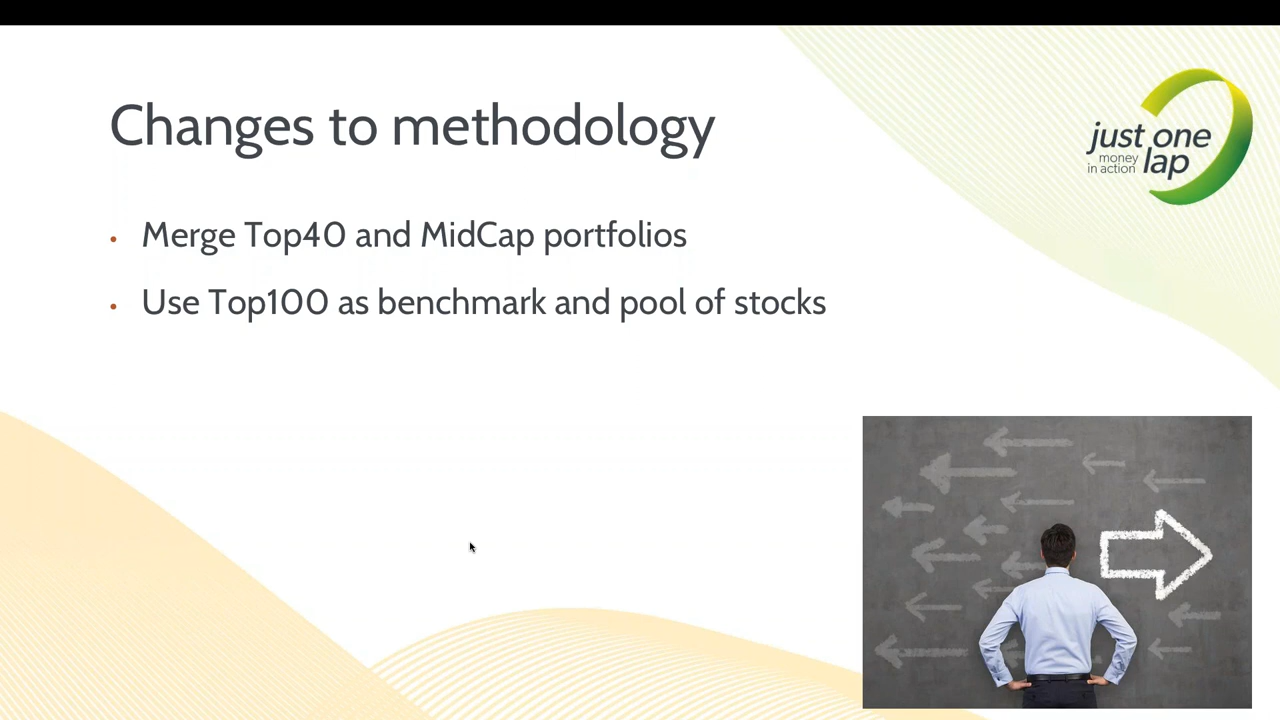 Changes to methodology
just one
money
in action lap
• Merge Top40 and MidCap portfolios
• Use Top100 as benchmark and pool of stocks